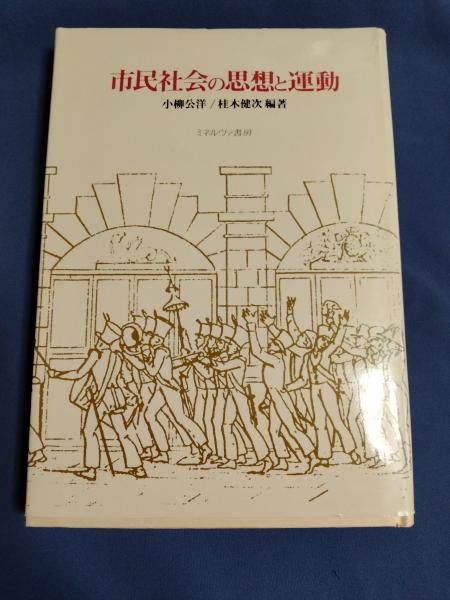 市民社会の思想と運動
小柳公洋/桂木健次 編著
ミネルヴァ書房